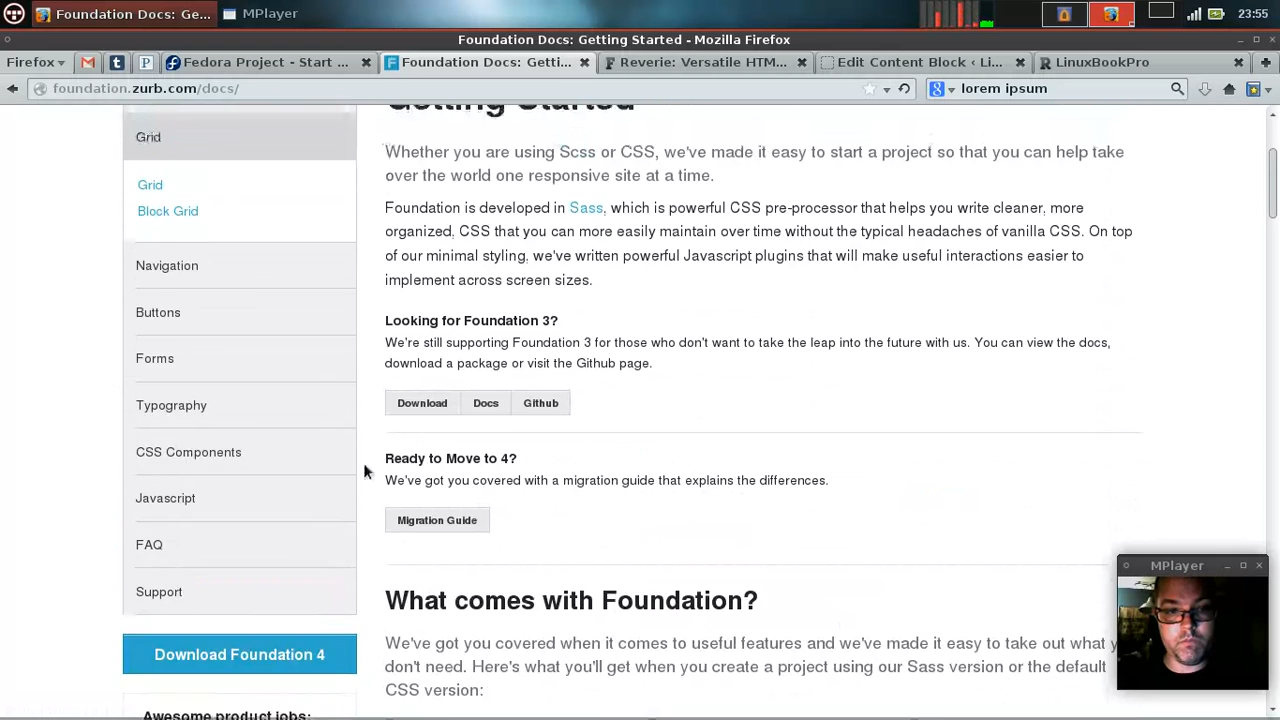 Foundation Docs: Ge...
MPlayer
23:55
Foundation Docs: Getting Started - Mozilla Firefox
Firefox
Fedora Project - Start ...
Foundation Docs: Getti...
Reverie: Versatile HTM...
Edit Content Block ‹ Li...
LinuxBookPro
foundation.zurb.com/docs/
lorem ipsum
Getting Started
Grid
Grid
Block Grid
Navigation
Buttons
Forms
Typography
CSS Components
Javascript
FAQ
Support
Download Foundation 4
Awesome product jobs:
Whether you are using Scss or CSS, we've made it easy to start a project so that you can help take
over the world one responsive site at a time.
Foundation is developed in Sass, which is powerful CSS pre-processor that helps you write cleaner, more
organized, CSS that you can more easily maintain over time without the typical headaches of vanilla CSS. On top
of our minimal styling, we've written powerful Javascript plugins that will make useful interactions easier to
implement across screen sizes.
Looking for Foundation 3?
We're still supporting Foundation 3 for those who don't want to take the leap into the future with us. You can view the docs,
download a package or visit the Github page.
Download Docs Github
Ready to Move to 4?
We've got you covered with a migration guide that explains the differences.
Migration Guide
What comes with Foundation?
We've got you covered when it comes to useful features and we've made it easy to take out what y
don't need. Here's what you'll get when you create a project using our Sass version or the default
CSS version:
MPlayer